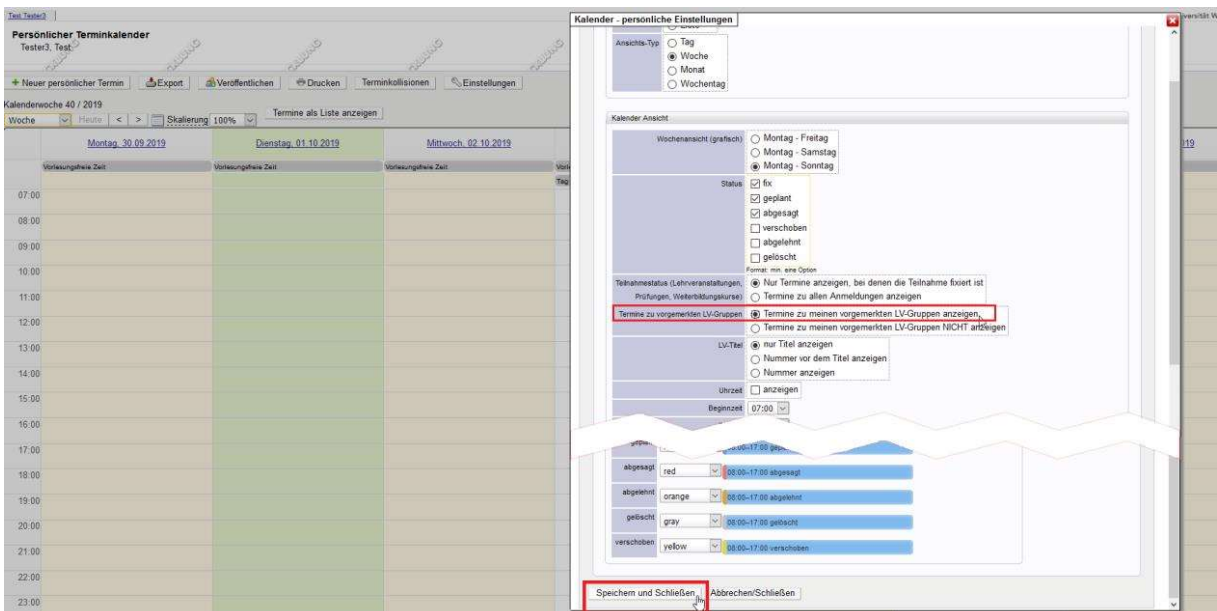 Test Tester3
Persönlicher Terminkalender
Tester3, Test
+ Neuer persönlicher Termin Export Veröffentlichen Drucken Terminkollisionen Einstellungen
Kalenderwoche 40 / 2019
Woche Heute < > Skalierung 100% Termine als Liste anzeigen
Montag, 30.09.2019 Dienstag, 01.10.2019 Mittwoch, 02.10.2019
Vorlesungsfreie Zeit Vorlesungsfreie Zeit Vorlesungsfreie Zeit
Tag
07:00
08:00
09:00
10:00
11:00
12:00
13:00
14:00
15:00
16:00
17:00
18:00
19:00
20:00
21:00
22:00
23:00
Kalender - persönliche Einstellungen
Ansichts-Typ Tag
Woche
Monat
Wochentag
Kalender Ansicht
Wochenansicht (grafisch) Montag - Freitag
Montag - Samstag
Montag - Sonntag
Status fix
geplant
abgesagt
verschoben
abgelehnt
gelöscht
Format: min. eine Option
Teilnahmestatus (Lehrveranstaltungen, Nur Termine anzeigen, bei denen die Teilnahme fixiert ist
Prüfungen, Weiterbildungskurse) Termine zu allen Anmeldungen anzeigen
Termine zu vorgemerkten LV-Gruppen Termine zu meinen vorgemerkten LV-Gruppen anzeigen
Termine zu meinen vorgemerkten LV-Gruppen NICHT anzeigen
LV-Titel nur Titel anzeigen
Nummer vor dem Titel anzeigen
Nummer anzeigen
Uhrzeit anzeigen
Beginnzeit 07:00
abgesagt red 08:00–17:00 abgesagt
abgelehnt orange 08:00–17:00 abgelehnt
gelöscht gray 08:00–17:00 gelöscht
verschoben yellow 08:00–17:00 verschoben
Speichern und Schließen Abbrechen/Schließen